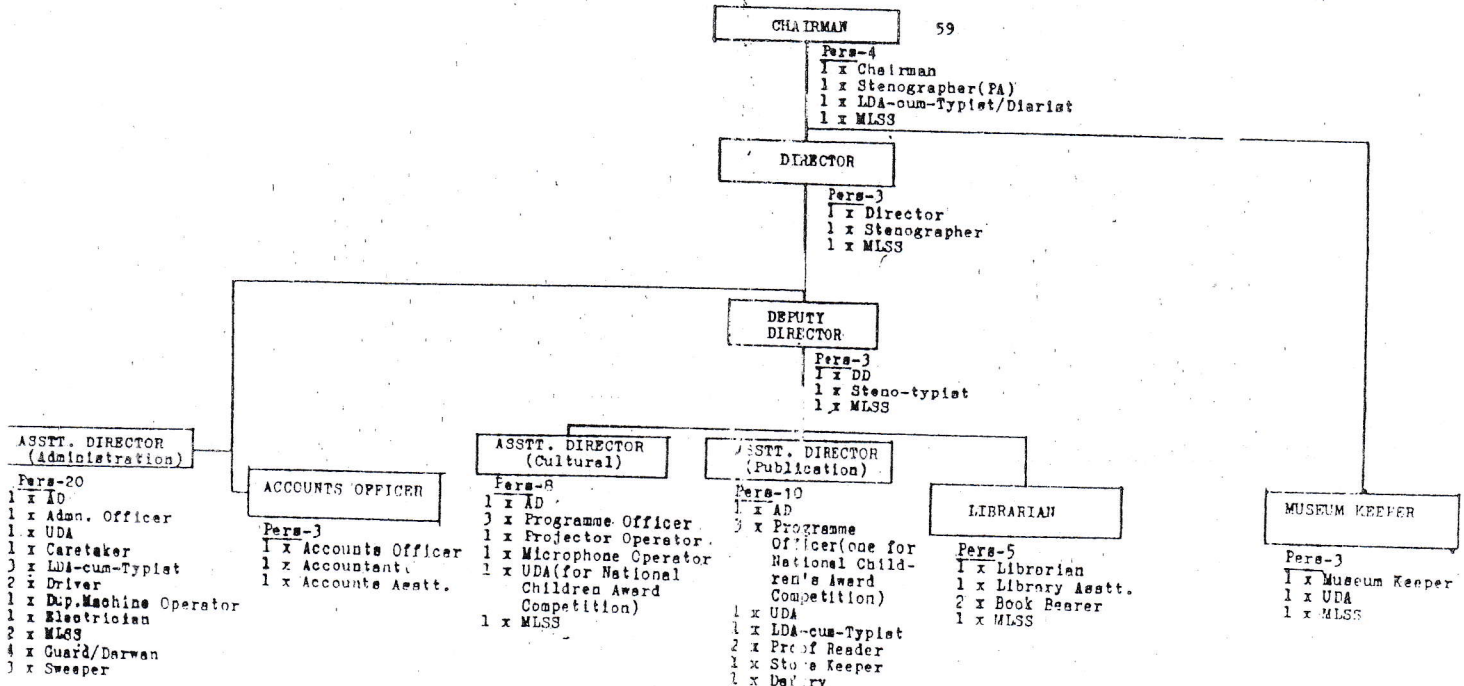 CHAIRMAN
59
Pers-4
1 x Chairman
1 x Stenographer(PA)
1 x LDA-cum-Typist/Diarist
1 x MLSS
DIRECTOR
Pers-3
1 x Director
1 x Stenographer
1 x MLSS
DEPUTY
DIRECTOR
Pers-3
1 x DD
1 x Steno-typist
1 x MLSS
ASSTT. DIRECTOR
(Administration)
Pers-20
1 x AD
1 x Admn. Officer
1 x UDA
1 x Caretaker
3 x LDA-cum-Typist
2 x Driver
1 x Dup.Machine Operator
1 x Electrician
2 x MLSS
4 x Guard/Darwan
3 x Sweeper
ACCOUNTS OFFICER
Pers-3
1 x Accounts Officer
1 x Accountant
1 x Accounts Asstt.
ASSTT. DIRECTOR
(Cultural)
Pers-8
1 x AD
3 x Programme Officer
1 x Projector Operator
1 x Microphone Operator
1 x UDA(for National
Children Award
Competition)
1 x MLSS
ASSTT. DIRECTOR
(Publication)
Pers-10
1 x AD
3 x Programme
Officer(one for
National Child-
ren's Award
Competition)
1 x UDA
1 x LDA-cum-Typist
2 x Proof Reader
1 x Store Keeper
1 x
LIBRARIAN
Pers-5
1 x Librarian
1 x Library Asstt.
2 x Book Bearer
1 x MLSS
MUSEUM KEEPER
Pers-3
1 x Museum Keeper
1 x UDA
1 x MLSS